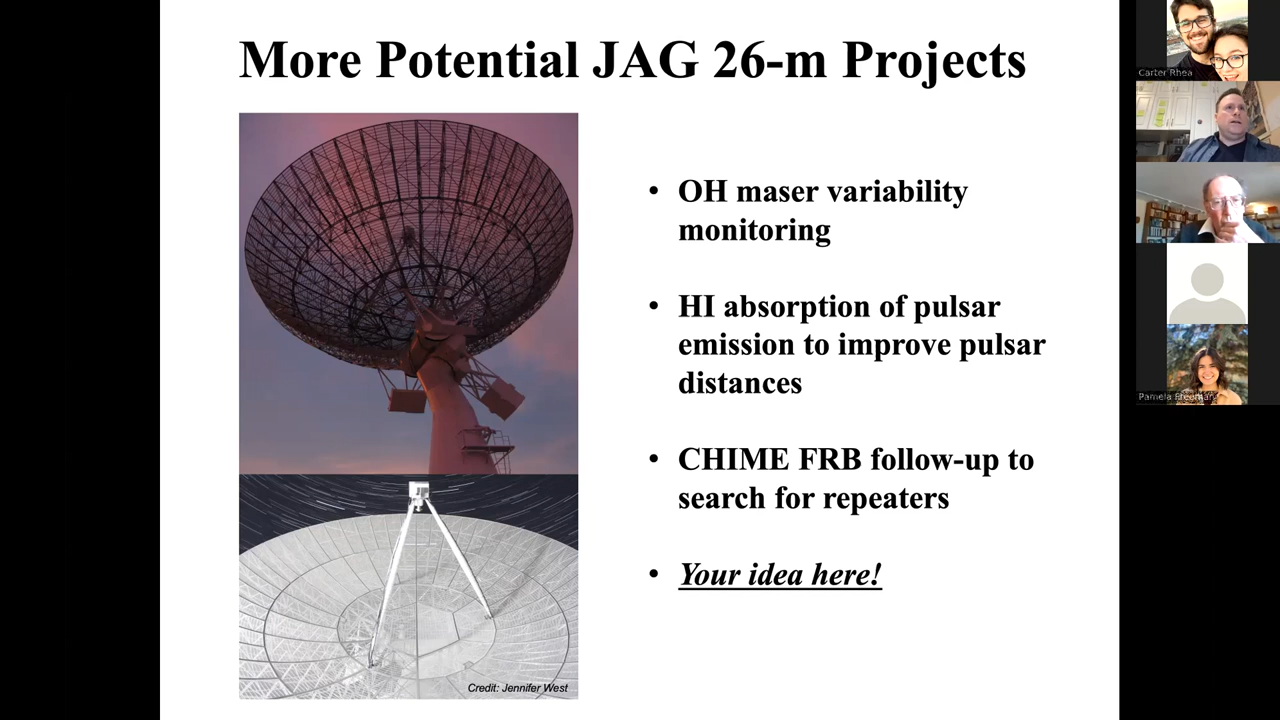 More Potential JAG 26-m Projects
• OH maser variability
monitoring
• HI absorption of pulsar
emission to improve pulsar
distances
• CHIME FRB follow-up to
search for repeaters
• Your idea here!
Credit: Jennifer West
Carter Rhea
Pamela Freeman